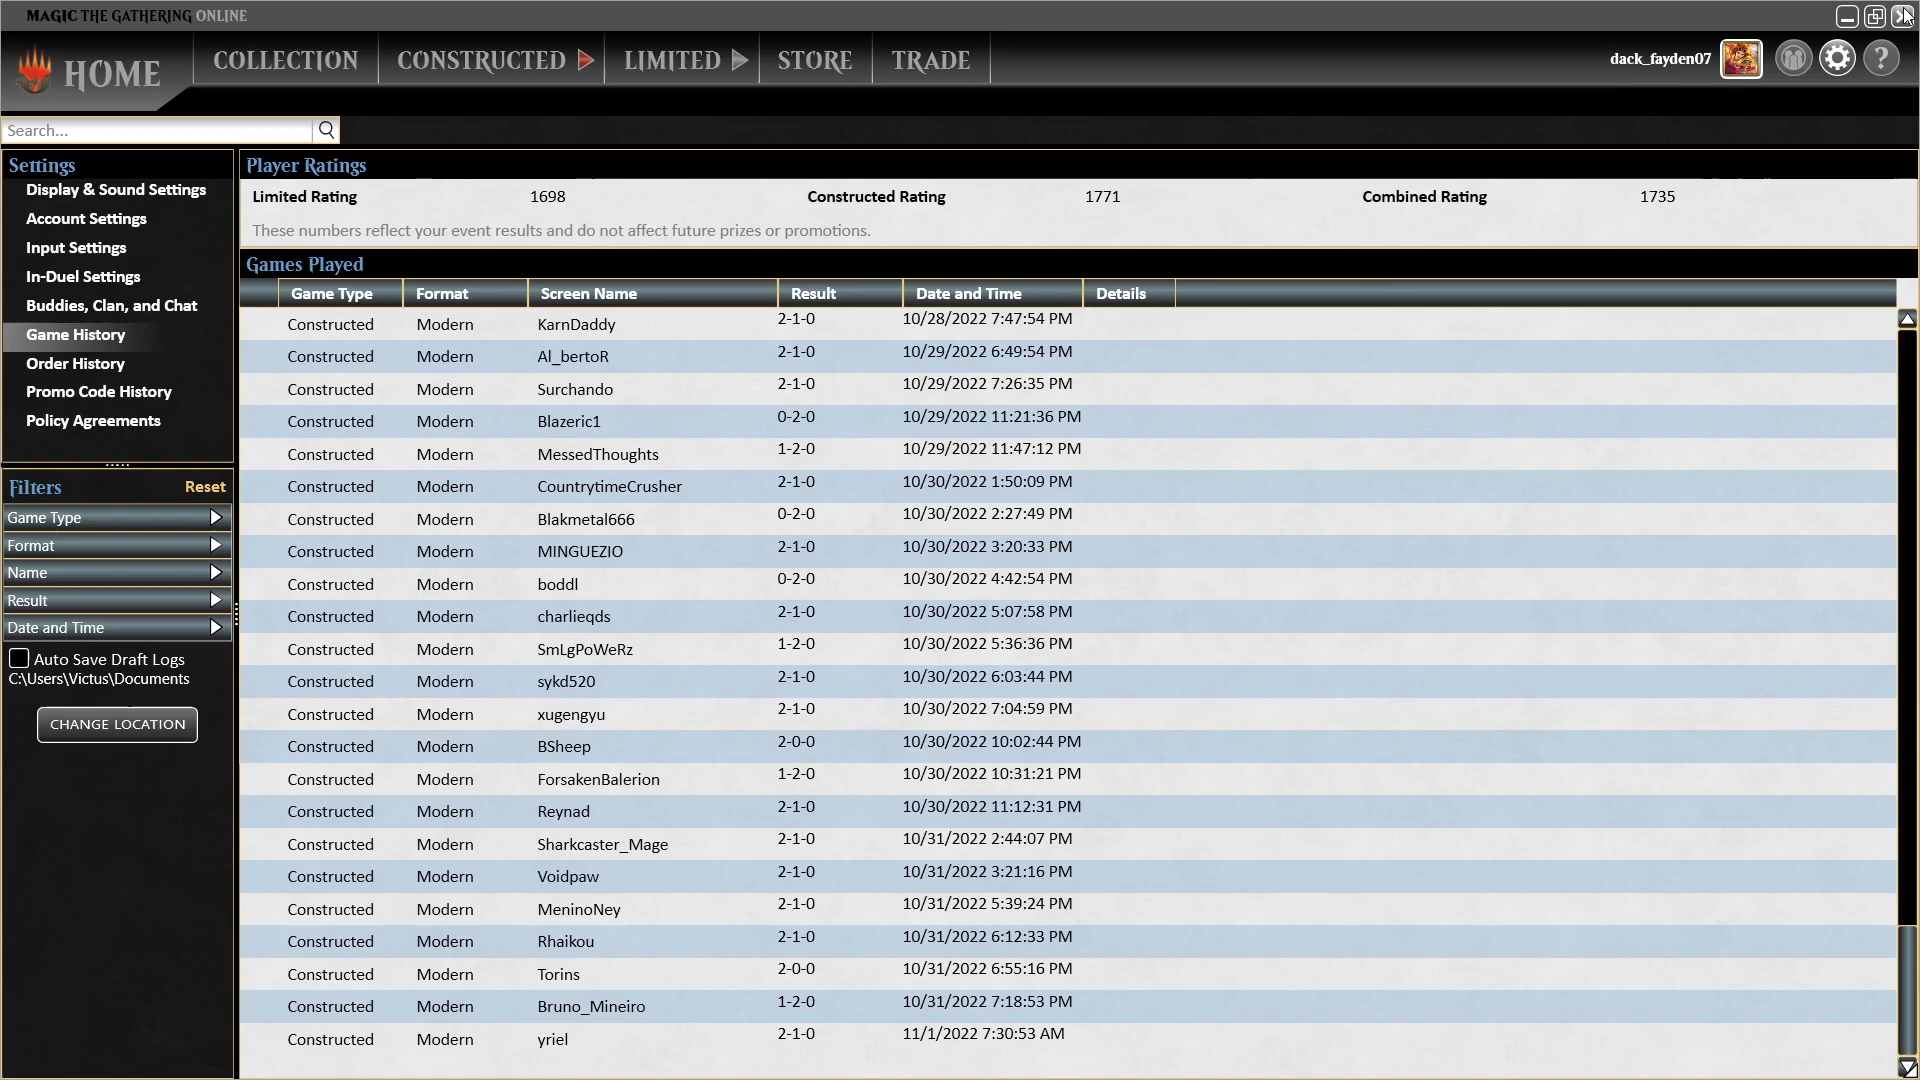 MAGIC THE GATHERING ONLINE
HOME
COLLECTION CONSTRUCTED LIMITED STORE TRADE
dack_fayden07
?
Search...
Settings
Display & Sound Settings
Account Settings
Input Settings
In-Duel Settings
Buddies, Clan, and Chat
Game History
Order History
Promo Code History
Policy Agreements
Filters Reset
Game Type
Format
Name
Result
Date and Time
Auto Save Draft Logs
C:\Users\Victus\Documents
CHANGE LOCATION
Player Ratings
Limited Rating 1698 Constructed Rating 1771 Combined Rating 1735
These numbers reflect your event results and do not affect future prizes or promotions.
Games Played
Game Type Format Screen Name Result Date and Time Details
Constructed Modern KarnDaddy 2-1-0 10/28/2022 7:47:54 PM
Constructed Modern Al_bertoR 2-1-0 10/29/2022 6:49:54 PM
Constructed Modern Surchando 2-1-0 10/29/2022 7:26:35 PM
Constructed Modern Blazeric1 0-2-0 10/29/2022 11:21:36 PM
Constructed Modern MessedThoughts 1-2-0 10/29/2022 11:47:12 PM
Constructed Modern CountrytimeCrusher 2-1-0 10/30/2022 1:50:09 PM
Constructed Modern Blakmetal666 0-2-0 10/30/2022 2:27:49 PM
Constructed Modern MINGUEZIO 2-1-0 10/30/2022 3:20:33 PM
Constructed Modern boddl 0-2-0 10/30/2022 4:42:54 PM
Constructed Modern charlieqds 2-1-0 10/30/2022 5:07:58 PM
Constructed Modern SmLgPoWeRz 1-2-0 10/30/2022 5:36:36 PM
Constructed Modern sykd520 2-1-0 10/30/2022 6:03:44 PM
Constructed Modern xugengyu 2-1-0 10/30/2022 7:04:59 PM
Constructed Modern BSheep 2-0-0 10/30/2022 10:02:44 PM
Constructed Modern ForsakenBalerion 1-2-0 10/30/2022 10:31:21 PM
Constructed Modern Reynad 2-1-0 10/30/2022 11:12:31 PM
Constructed Modern Sharkcaster_Mage 2-1-0 10/31/2022 2:44:07 PM
Constructed Modern Voidpaw 2-1-0 10/31/2022 3:21:16 PM
Constructed Modern MeninoNey 2-1-0 10/31/2022 5:39:24 PM
Constructed Modern Rhaikou 2-1-0 10/31/2022 6:12:33 PM
Constructed Modern Torins 2-0-0 10/31/2022 6:55:16 PM
Constructed Modern Bruno_Mineiro 1-2-0 10/31/2022 7:18:53 PM
Constructed Modern yriel 2-1-0 11/1/2022 7:30:53 AM